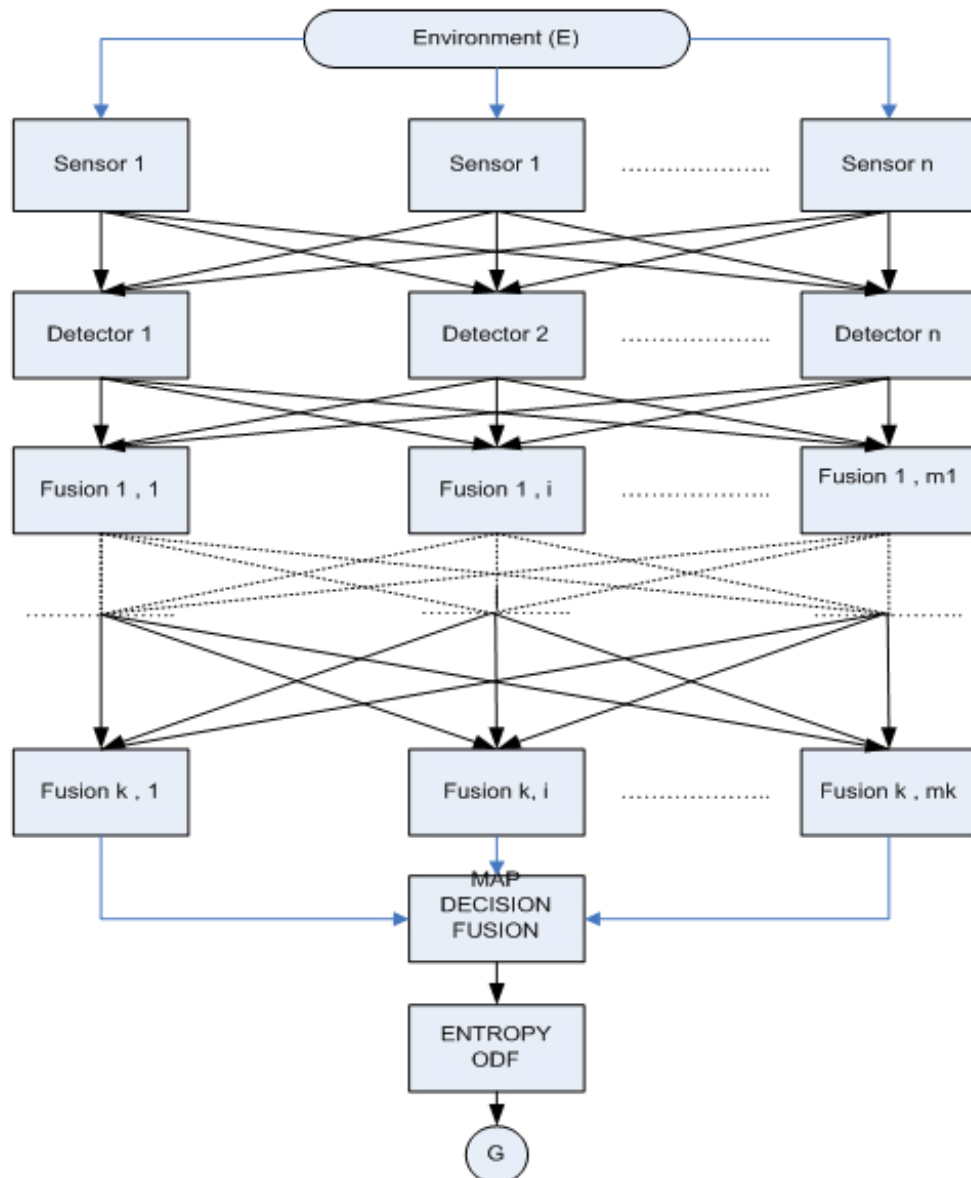 Environment (E)
Sensor 1
Sensor 1
Sensor n
Detector 1
Detector 2
Detector n
Fusion 1 , 1
Fusion 1 , i
Fusion 1 , m1
Fusion k , 1
Fusion k, i
Fusion k , mk
MAP
DECISION
FUSION
ENTROPY
ODF
G